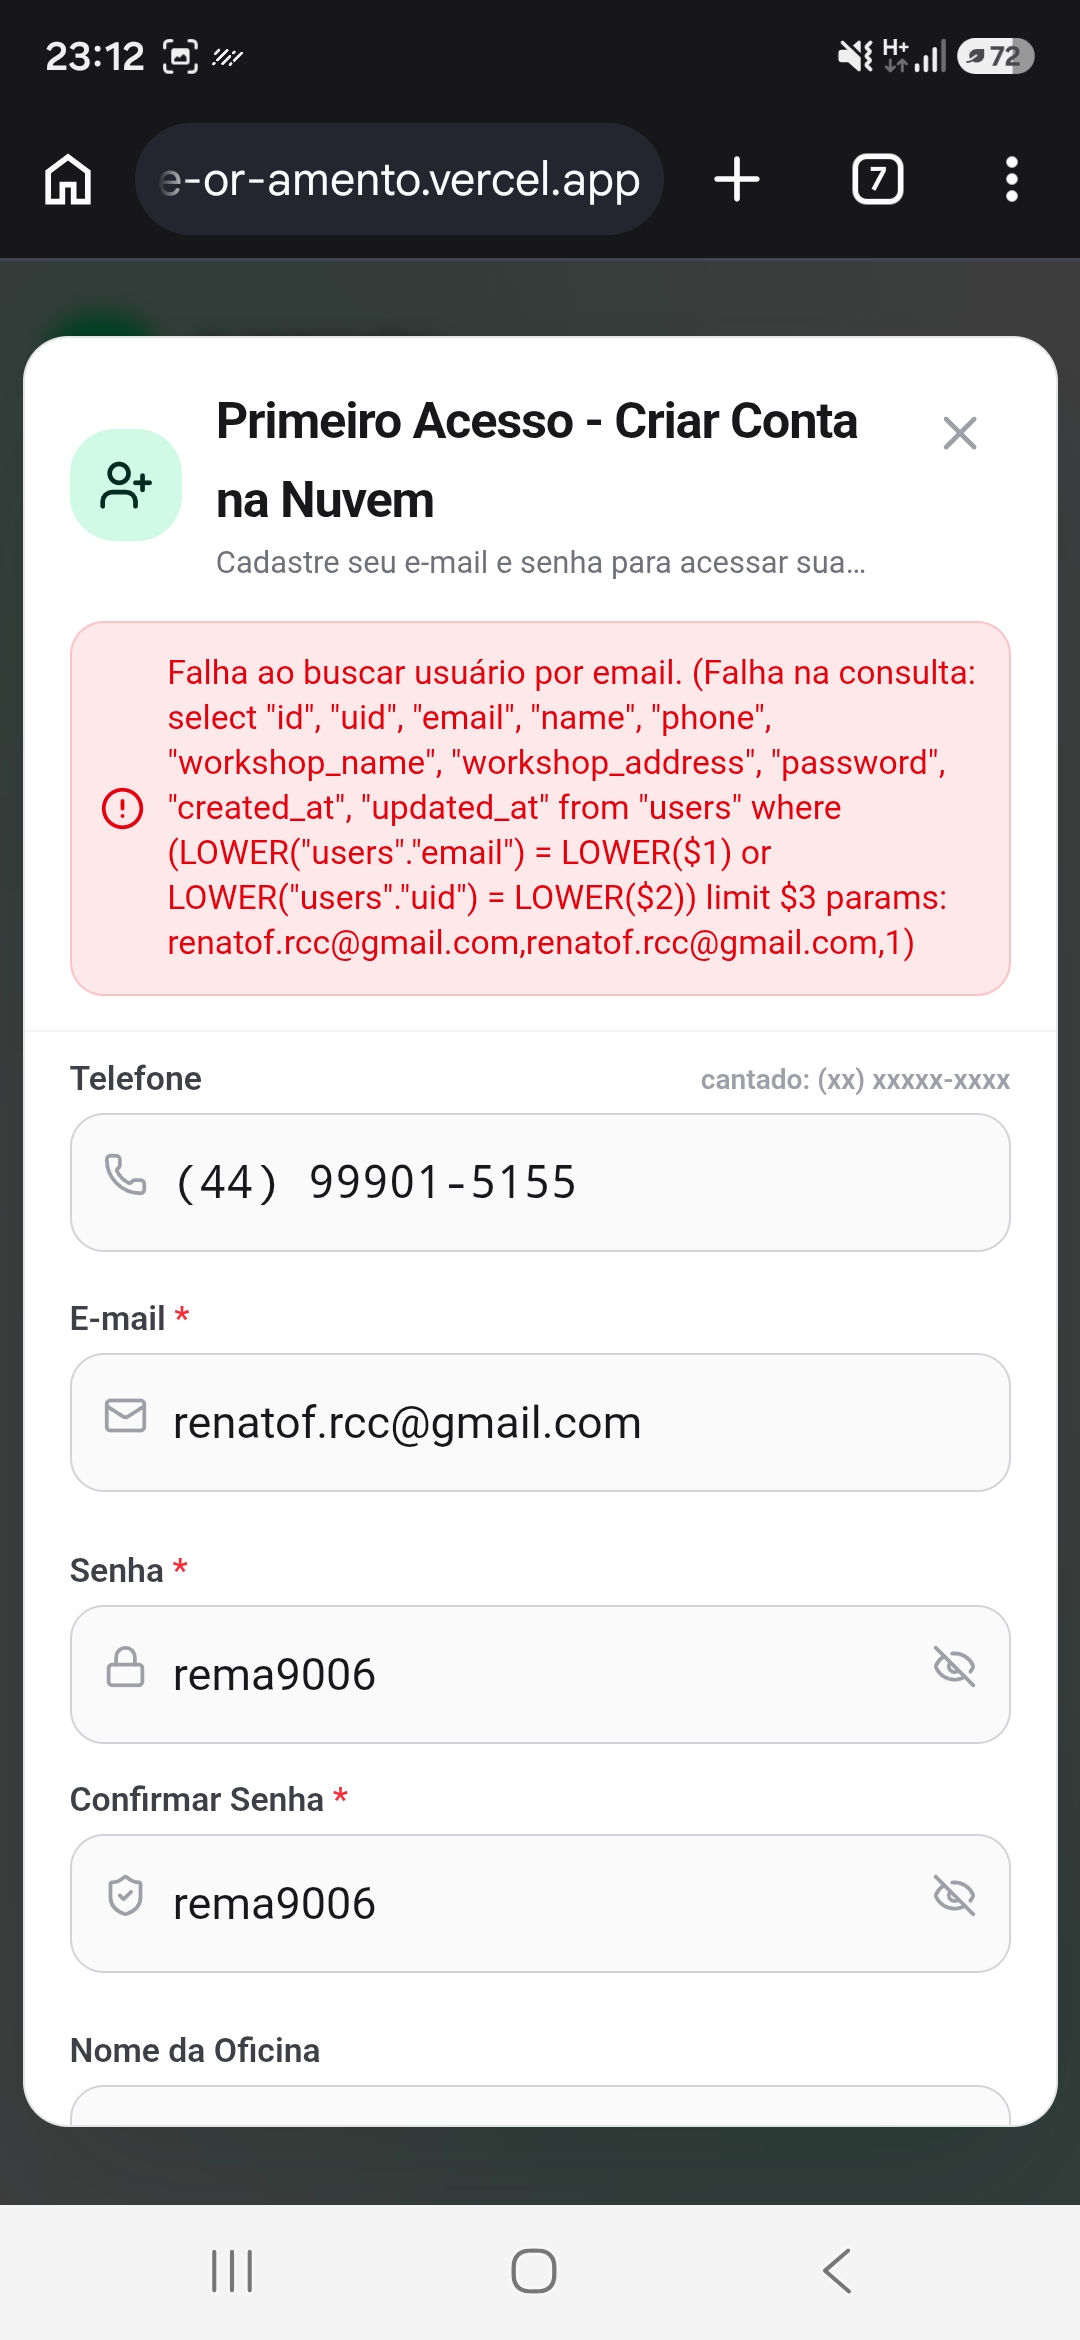 23:12
H+
72
e-or-amento.vercel.app
7
Primeiro Acesso - Criar Conta
na Nuvem
Cadastre seu e-mail e senha para acessar sua...
Falha ao buscar usuário por email. (Falha na consulta:
select "id", "uid", "email", "name", "phone",
"workshop_name", "workshop_address", "password",
"created_at", "updated_at" from "users" where
(LOWER("users"."email") = LOWER($1) or
LOWER("users"."uid") = LOWER($2)) limit $3 params:
renatof.rcc@gmail.com,renatof.rcc@gmail.com,1)
Telefone
cantado: (xx) xxxxx-xxxx
(44) 99901-5155
E-mail *
renatof.rcc@gmail.com
Senha *
rema9006
Confirmar Senha *
rema9006
Nome da Oficina